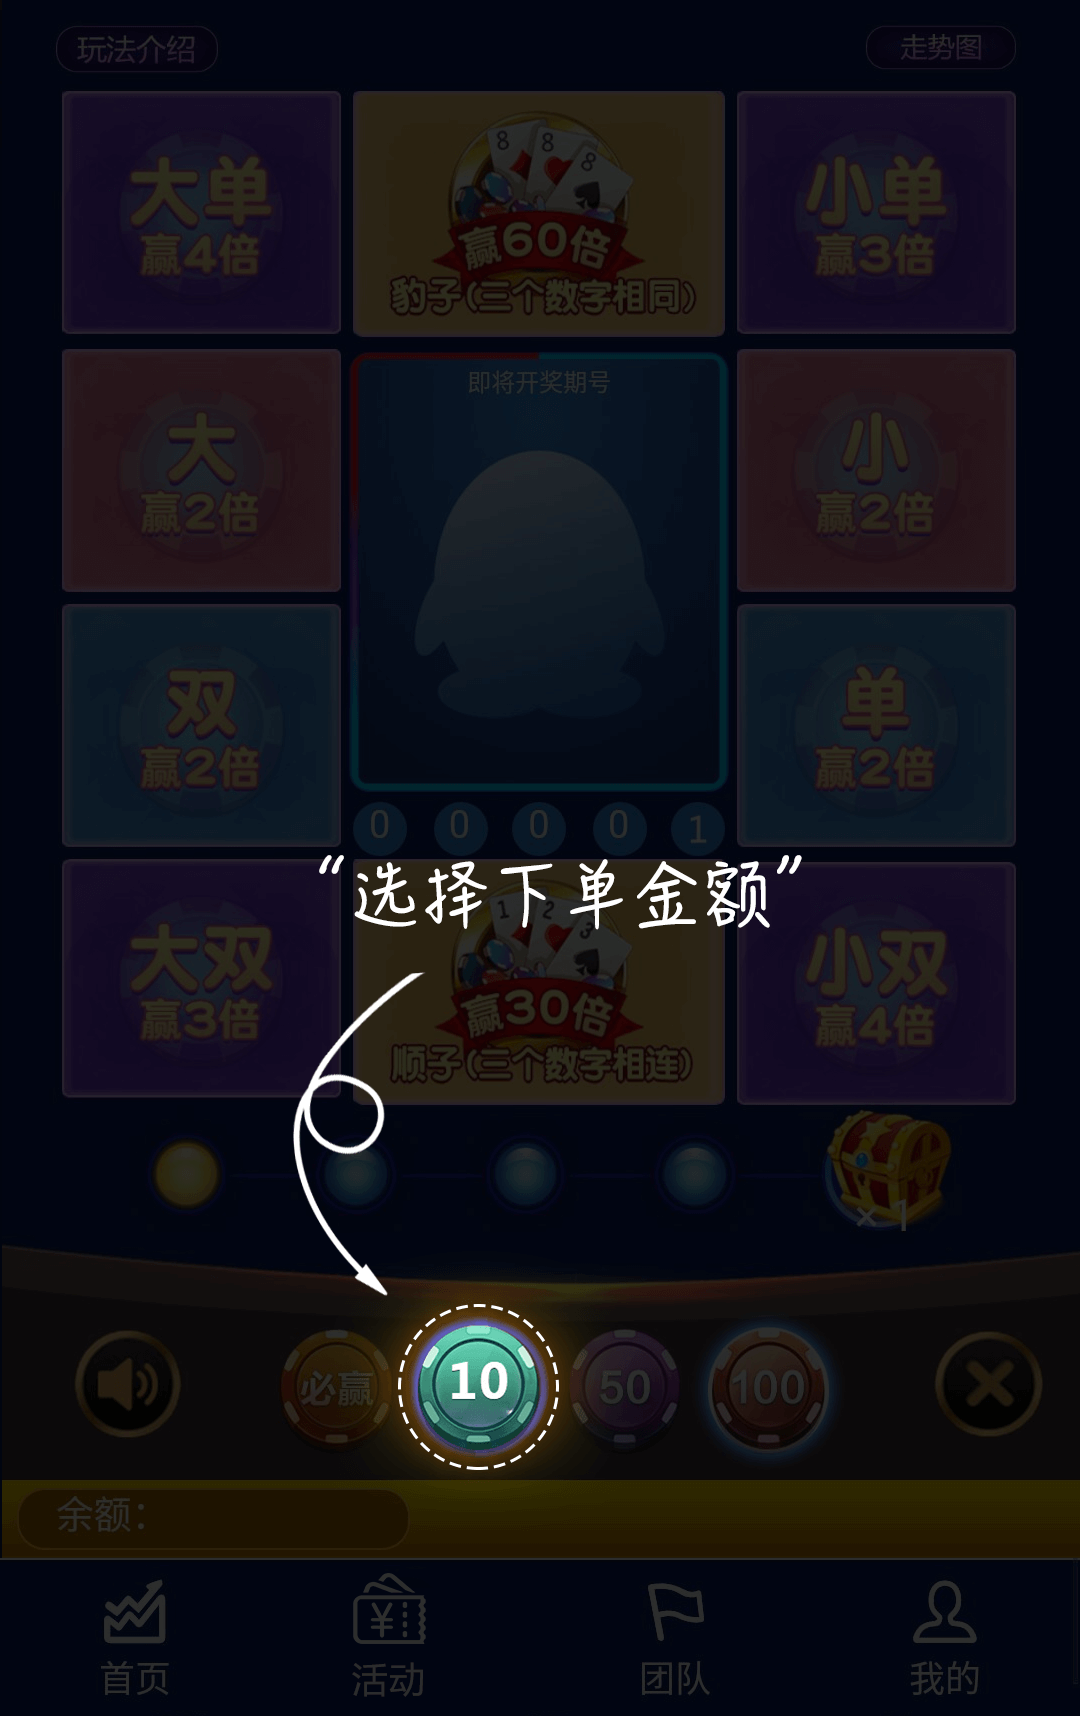 玩法介绍
走势图
大单
赢4倍
8 8 8
赢60倍
豹子(三个数字相同)
小单
赢3倍
大
赢2倍
即将开奖期号
小
赢2倍
双
赢2倍
单
赢2倍
0 0 0 0 1
“选择下单金额”
大双
赢3倍
1 2 3
赢30倍
顺子(三个数字相连)
小双
赢4倍
× 1
必赢
10
50
100
余额：
首页
活动
团队
我的